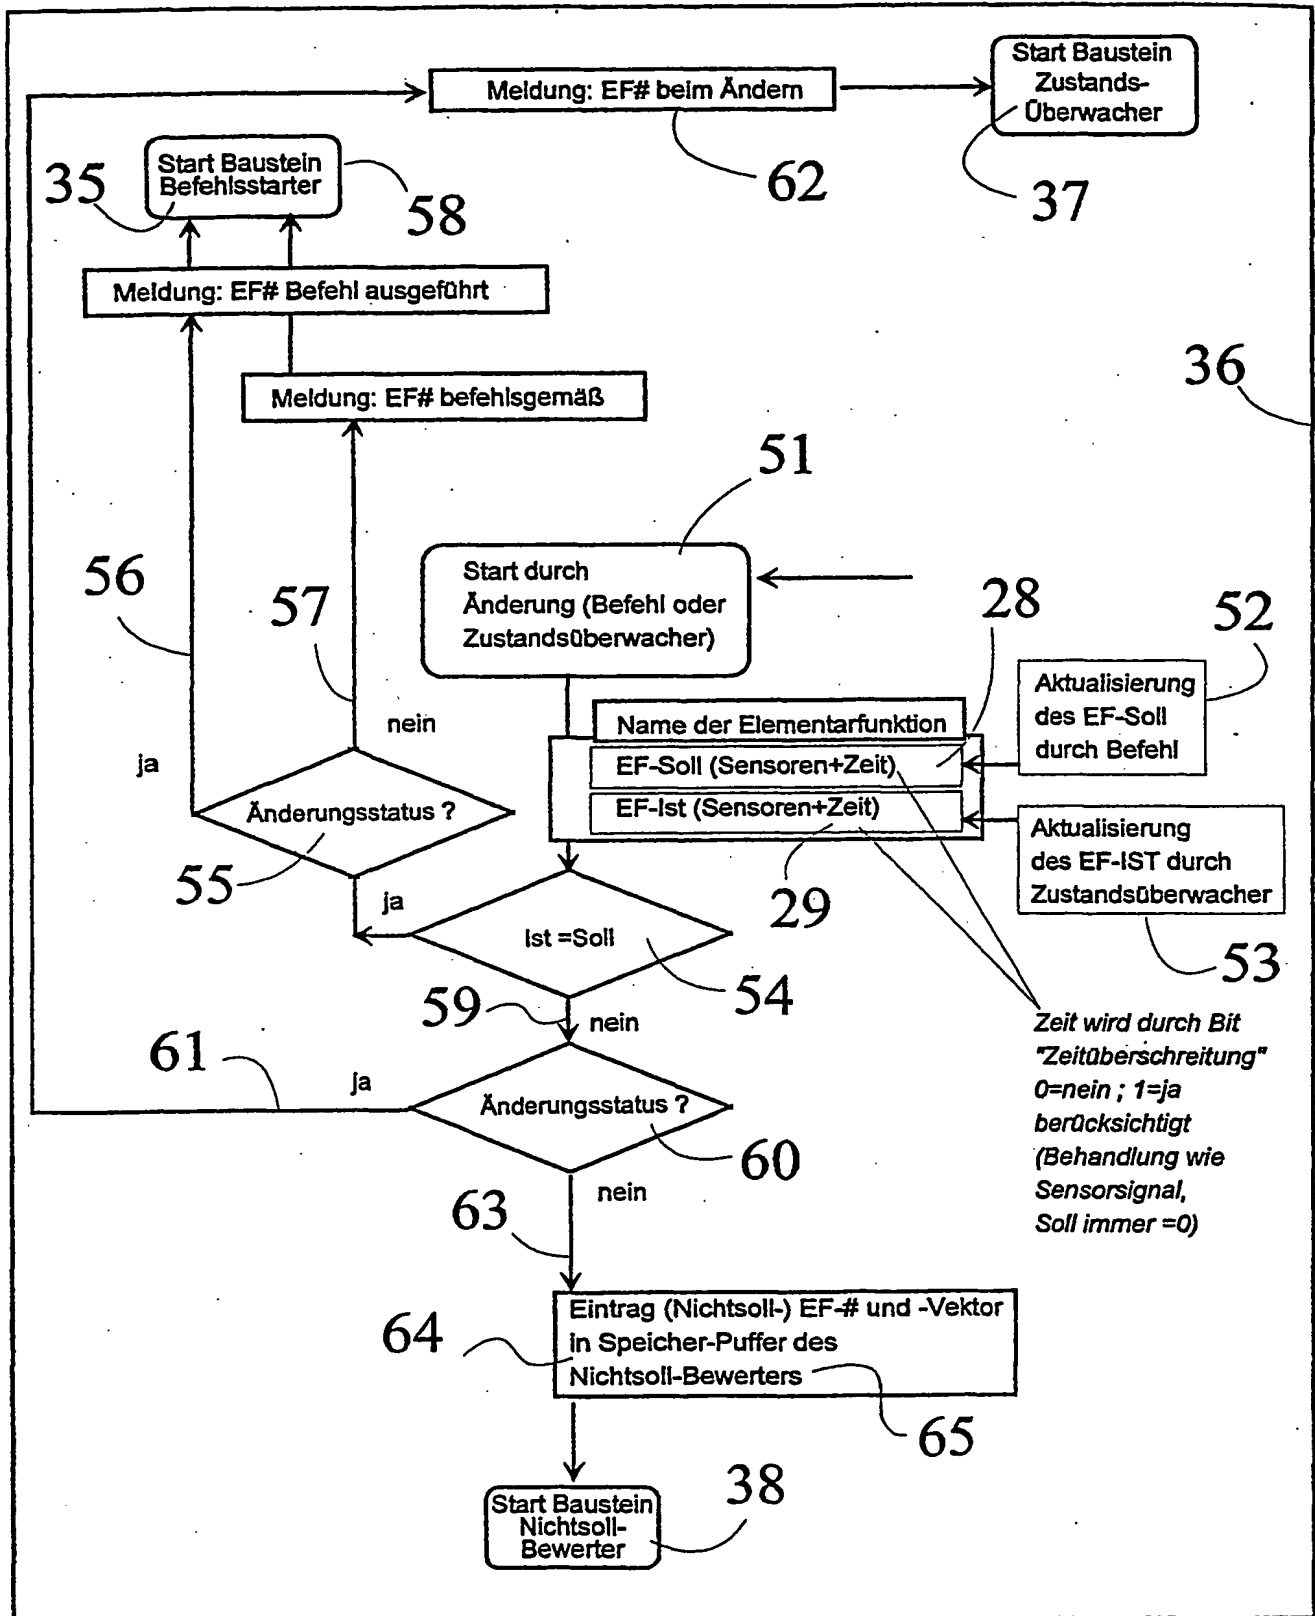 Meldung: EF# beim Ändern
Start Baustein
Zustands-
Überwacher
62
37
Start Baustein
Befehlsstarter
35
58
Meldung: EF# Befehl ausgeführt
Meldung: EF# befehlsgemäß
36
51
Start durch
Änderung (Befehl oder
Zustandsüberwacher)
56
57
28
52
nein
ja
Name der Elementarfunktion
EF-Soll (Sensoren+Zeit)
EF-Ist (Sensoren+Zeit)
Aktualisierung
des EF-Soll
durch Befehl
Änderungsstatus ?
55
Aktualisierung
des EF-IST durch
Zustandsüberwacher
29
53
ja
Ist =Soll
54
59
nein
Zeit wird durch Bit
"Zeitüberschreitung"
0=nein ; 1=ja
berücksichtigt
(Behandlung wie
Sensorsignal,
Soll immer =0)
61
ja
Änderungsstatus ?
60
nein
63
Eintrag (Nichtsoll-) EF-# und -Vektor
in Speicher-Puffer des
Nichtsoll-Bewerters
64
65
Start Baustein
Nichtsoll-
Bewerter
38